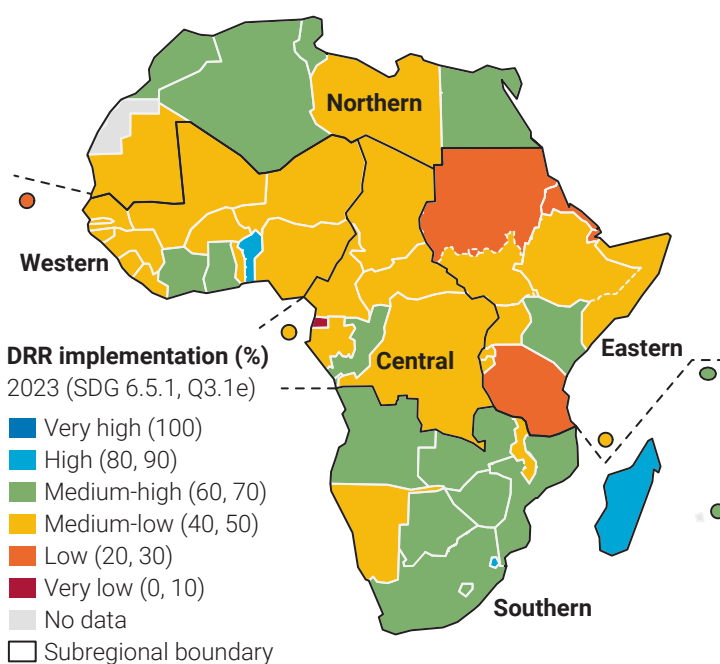 Northern
Western
Central
Eastern
Southern
DRR implementation (%)
2023 (SDG 6.5.1, Q3.1e)
Very high (100)
High (80, 90)
Medium-high (60, 70)
Medium-low (40, 50)
Low (20, 30)
Very low (0, 10)
No data
Subregional boundary